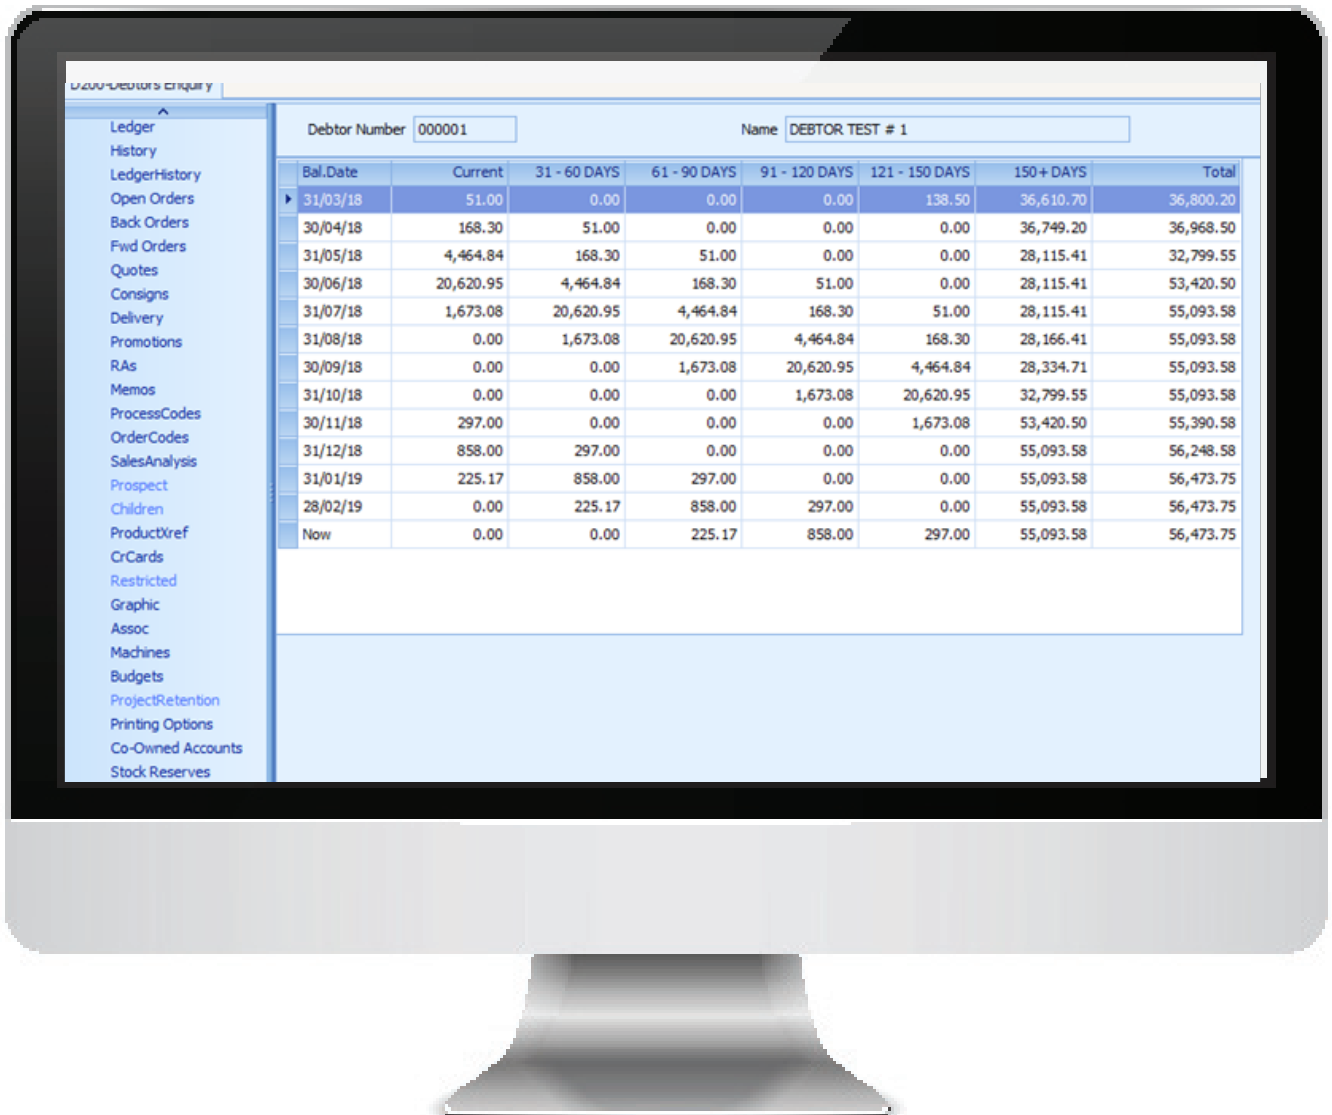 D200-Debtors Enquiry
Ledger
History
LedgerHistory
Open Orders
Back Orders
Fwd Orders
Quotes
Consigns
Delivery
Promotions
RAs
Memos
ProcessCodes
OrderCodes
SalesAnalysis
Prospect
Children
ProductXref
CrCards
Restricted
Graphic
Assoc
Machines
Budgets
ProjectRetention
Printing Options
Co-Owned Accounts
Stock Reserves
Debtor Number 000001 Name DEBTOR TEST # 1
Bal.Date Current 31 - 60 DAYS 61 - 90 DAYS 91 - 120 DAYS 121 - 150 DAYS 150+ DAYS Total
31/03/18 51.00 0.00 0.00 0.00 138.50 36,610.70 36,800.20
30/04/18 168.30 51.00 0.00 0.00 0.00 36,749.20 36,968.50
31/05/18 4,464.84 168.30 51.00 0.00 0.00 28,115.41 32,799.55
30/06/18 20,620.95 4,464.84 168.30 51.00 0.00 28,115.41 53,420.50
31/07/18 1,673.08 20,620.95 4,464.84 168.30 51.00 28,115.41 55,093.58
31/08/18 0.00 1,673.08 20,620.95 4,464.84 168.30 28,166.41 55,093.58
30/09/18 0.00 0.00 1,673.08 20,620.95 4,464.84 28,334.71 55,093.58
31/10/18 0.00 0.00 0.00 1,673.08 20,620.95 32,799.55 55,093.58
30/11/18 297.00 0.00 0.00 0.00 1,673.08 53,420.50 55,390.58
31/12/18 858.00 297.00 0.00 0.00 0.00 55,093.58 56,248.58
31/01/19 225.17 858.00 297.00 0.00 0.00 55,093.58 56,473.75
28/02/19 0.00 225.17 858.00 297.00 0.00 55,093.58 56,473.75
Now 0.00 0.00 225.17 858.00 297.00 55,093.58 56,473.75